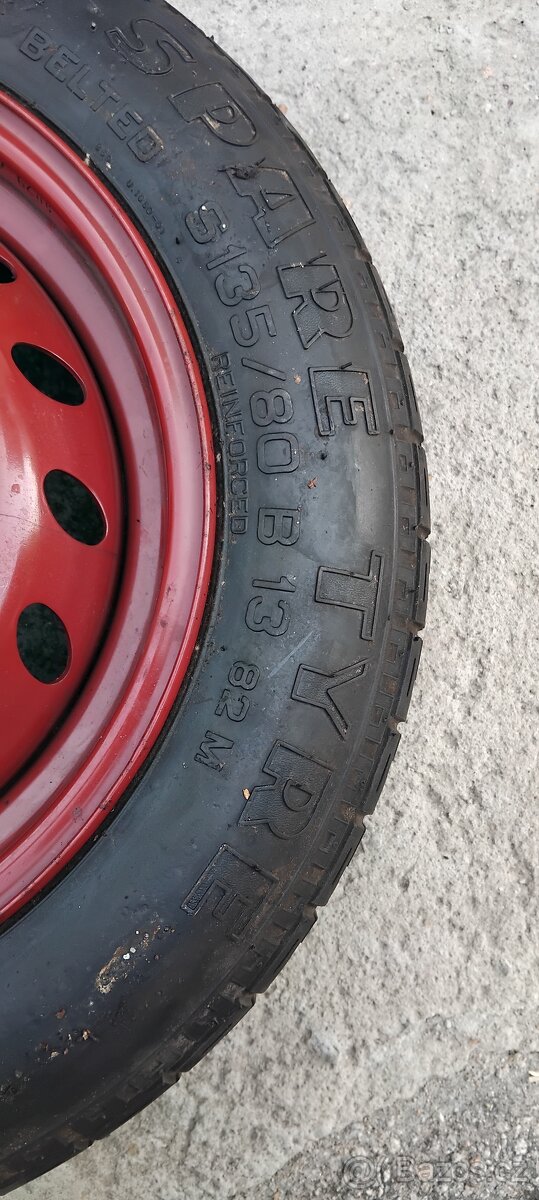 SPARE TYRE
BELTED S135/80 B 13 82 M
REINFORCED
Bazos.cz